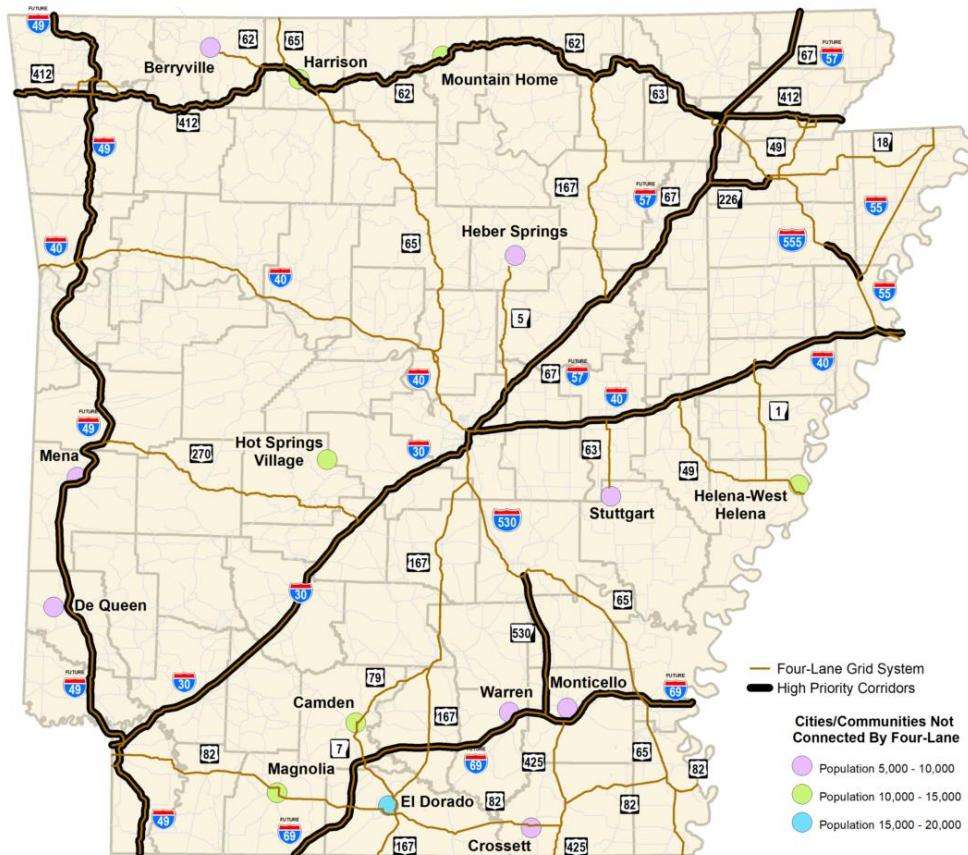 FUTURE
49
62
65
Harrison
62
67
FUTURE
57
Berryville
Mountain Home
412
62
63
412
412
49
49
18
167
FUTURE
57
67
226
55
40
65
Heber Springs
555
40
55
5
40
67
FUTURE
57
40
40
FUTURE
49
1
Mena
270
Hot Springs
Village
30
63
49
Stuttgart
Helena-West
Helena
530
167
30
65
De Queen
530
FUTURE
49
30
79
Camden
Warren
Monticello
FUTURE
69
7
167
82
Magnolia
FUTURE
69
425
65
82
El Dorado
82
82
FUTURE
49
FUTURE
69
167
Crossett
425
Four-Lane Grid System
High Priority Corridors
Cities/Communities Not
Connected By Four-Lane
Population 5,000 - 10,000
Population 10,000 - 15,000
Population 15,000 - 20,000